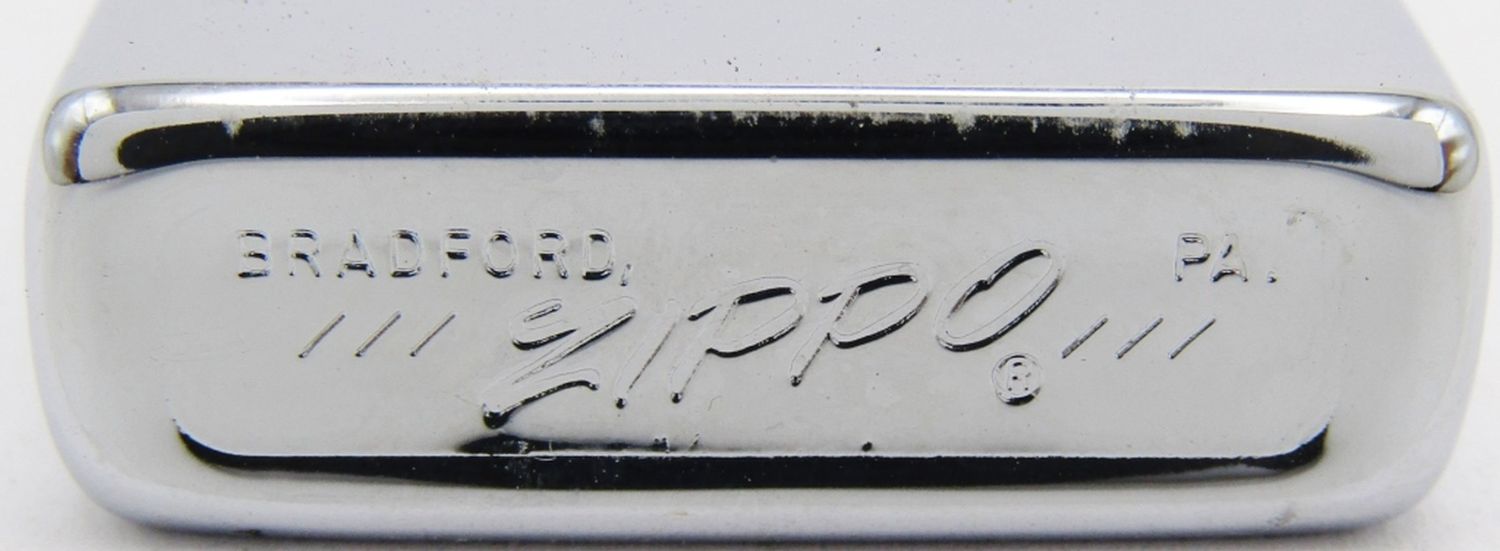 BRADFORD, PA.
/// ZIPPO ® ///